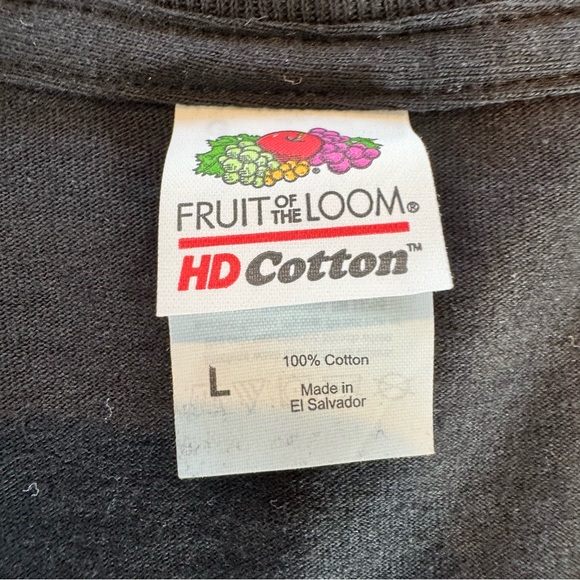 FRUIT OF THE LOOM®
HD Cotton™
L
100% Cotton
Made in
El Salvador